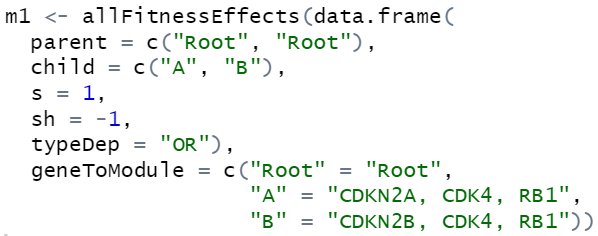 m1 <- allFitnessEffects(data.frame(
  parent = c("Root", "Root"),
  child = c("A", "B"),
  s = 1,
  sh = -1,
  typeDep = "OR"),
  geneToModule = c("Root" = "Root",
                   "A" = "CDKN2A, CDK4, RB1",
                   "B" = "CDKN2B, CDK4, RB1"))